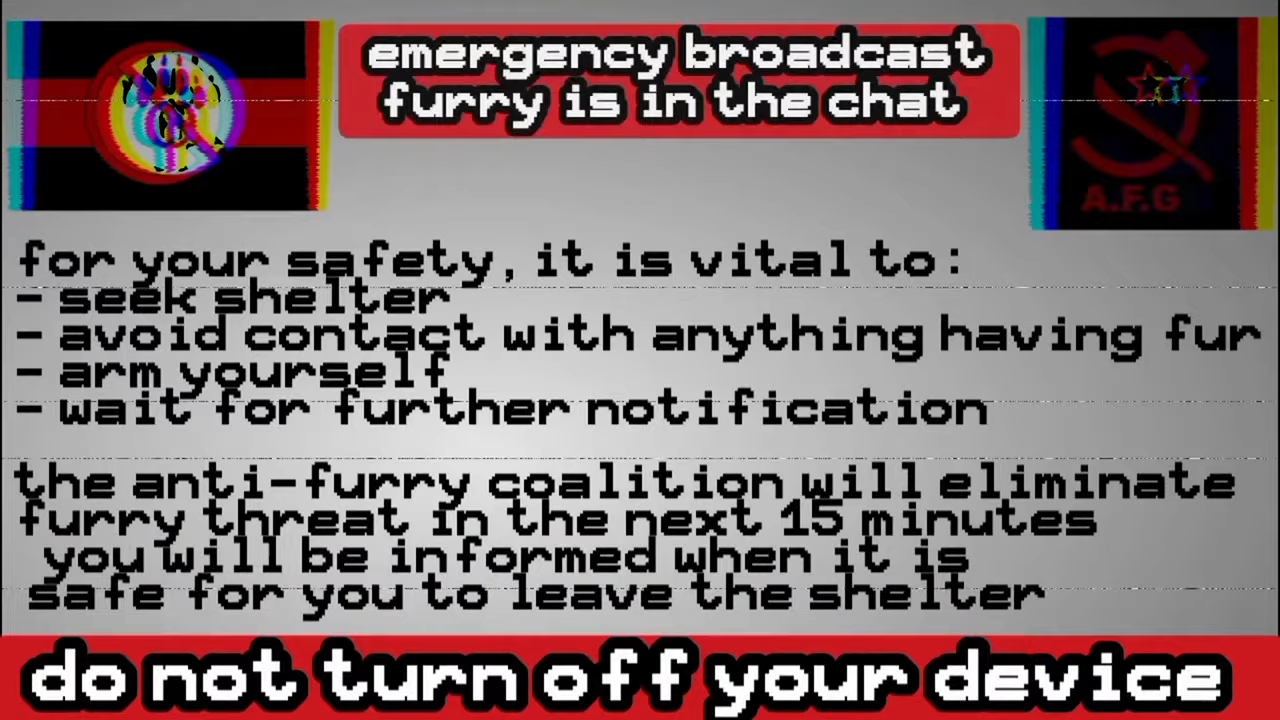 emergency broadcast
furry is in the chat
A.F.G
for your safety, it is vital to:
- seek shelter
- avoid contact with anything having fur
- arm yourself
- wait for further notification
the anti-furry coalition will eliminate
furry threat in the next 15 minutes
you will be informed when it is
safe for you to leave the shelter
do not turn off your device